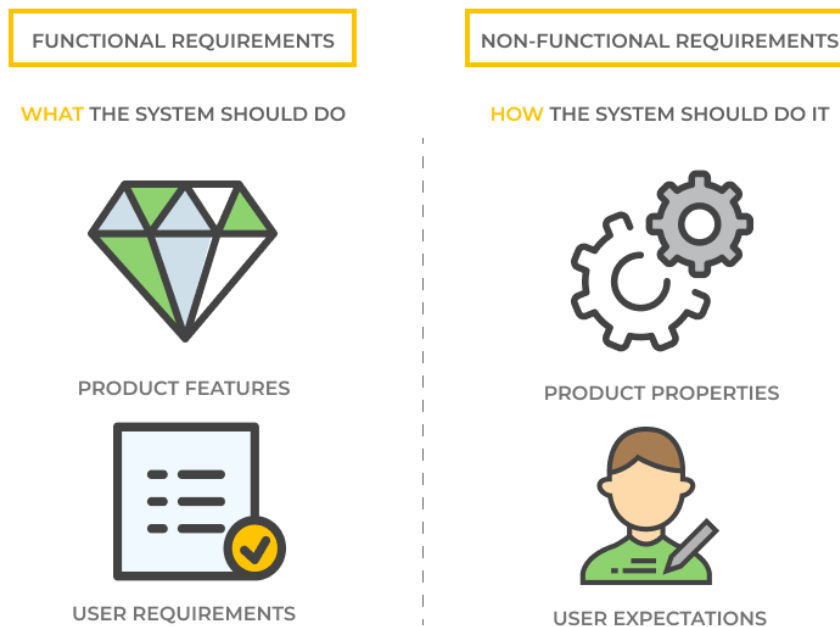 FUNCTIONAL REQUIREMENTS
WHAT THE SYSTEM SHOULD DO
PRODUCT FEATURES
USER REQUIREMENTS
NON-FUNCTIONAL REQUIREMENTS
HOW THE SYSTEM SHOULD DO IT
PRODUCT PROPERTIES
USER EXPECTATIONS